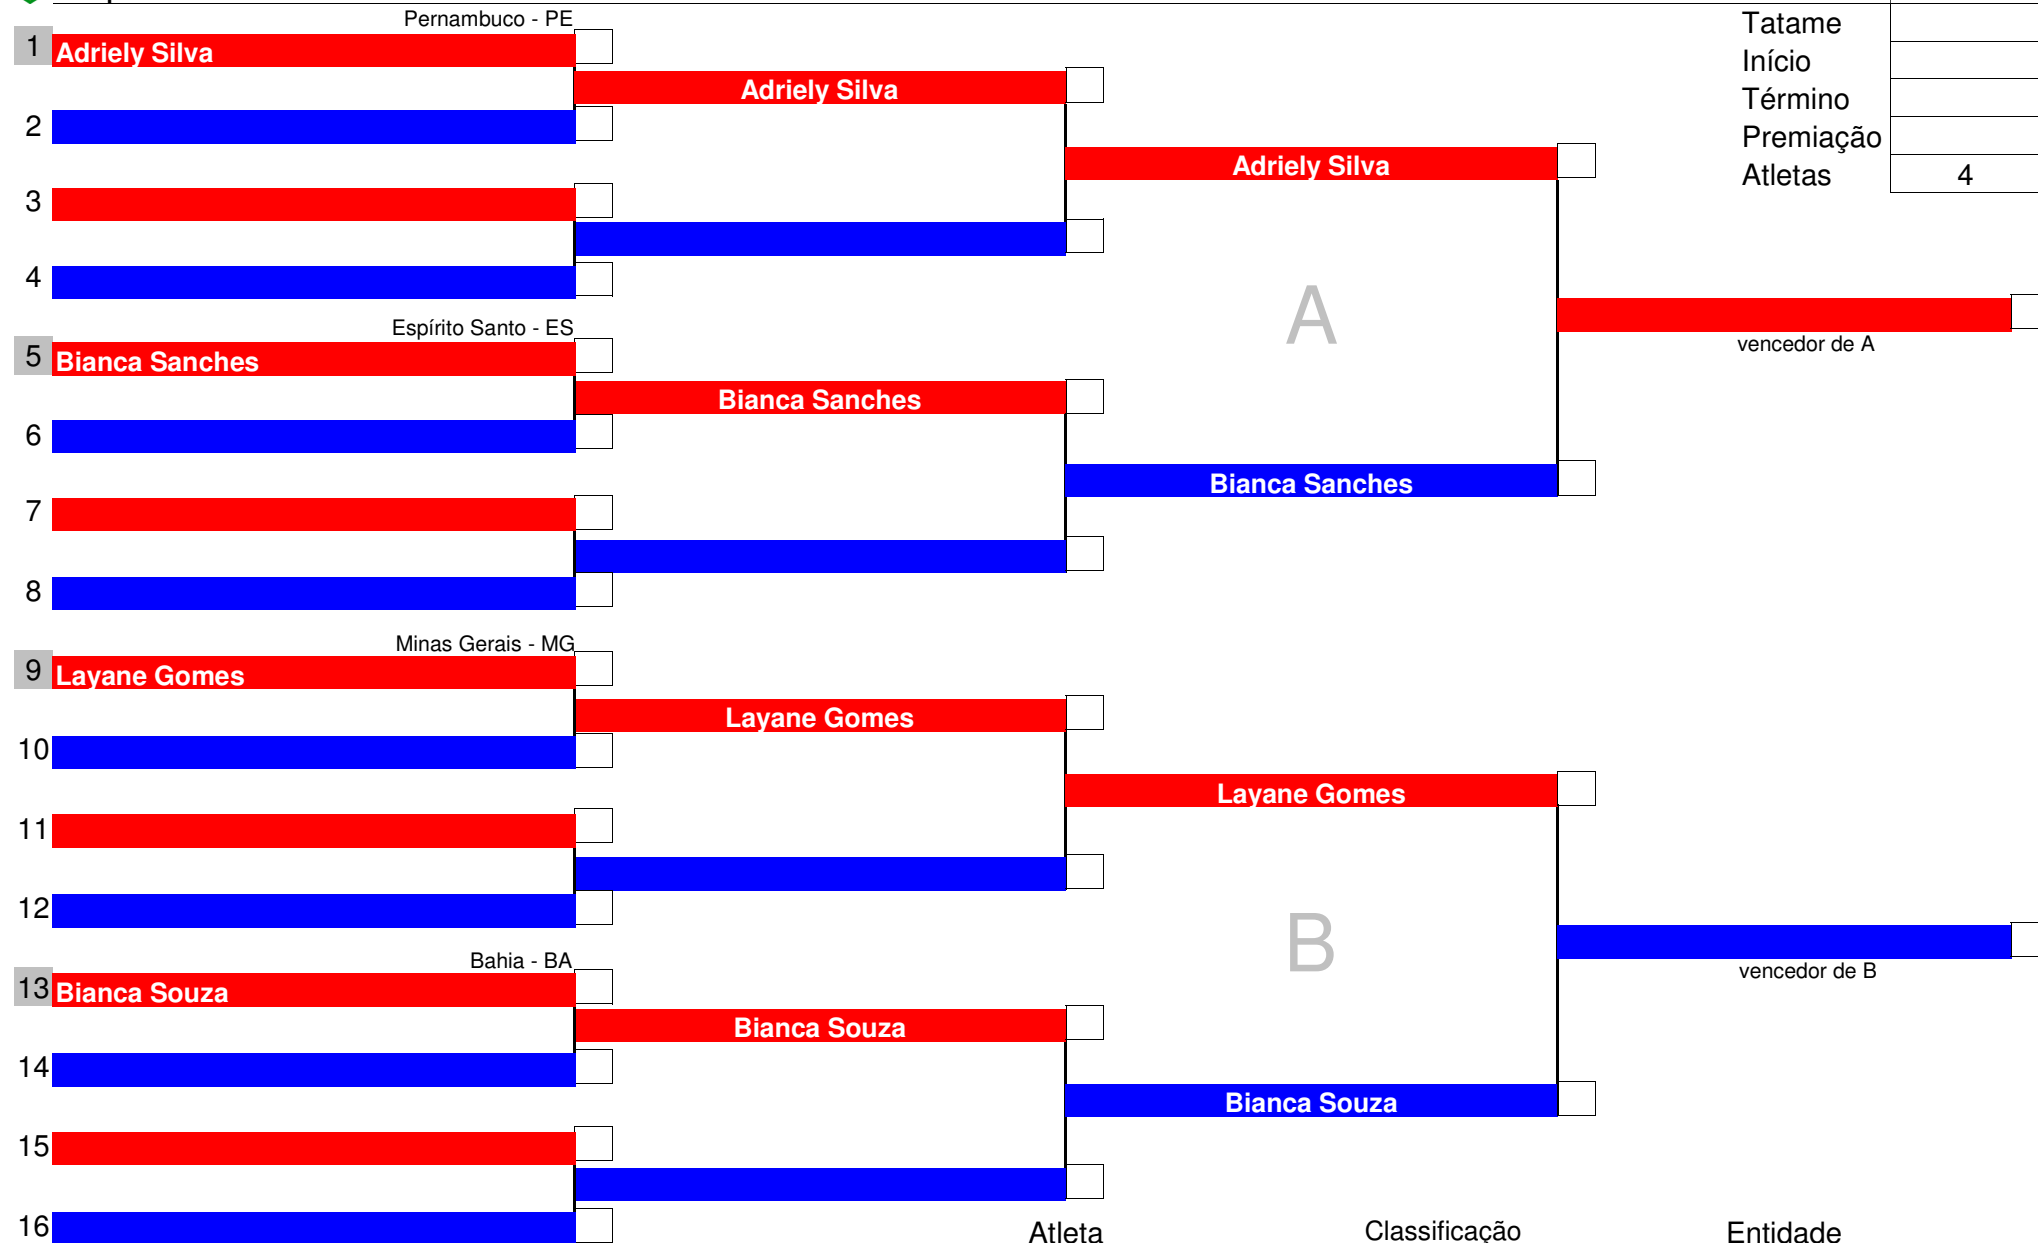 Pernambuco - PE
Tatame
1 Adriely Silva
Início
Adriely Silva
Término
2
Premiação
Adriely Silva
Atletas 4
3
4
A
Espírito Santo - ES
vencedor de A
5 Bianca Sanches
Bianca Sanches
6
Bianca Sanches
7
8
Minas Gerais - MG
9 Layane Gomes
Layane Gomes
10
Layane Gomes
11
12
B
Bahia - BA
vencedor de B
13 Bianca Souza
Bianca Souza
14
Bianca Souza
15
16
Atleta Classificação Entidade